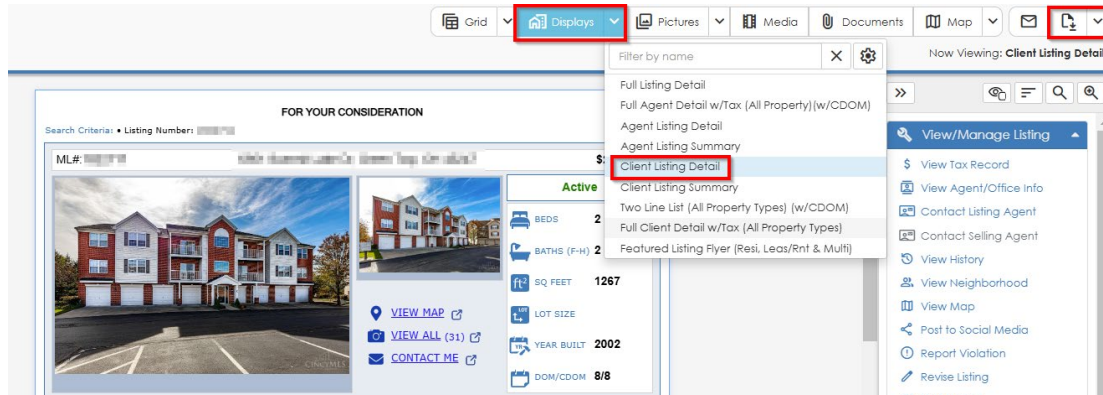 Grid
Displays
Pictures
Media
Documents
Map
Filter by name
Now Viewing: Client Listing Detail
Full Listing Detail
Full Agent Detail w/Tax (All Property)(w/CDOM)
Agent Listing Detail
Agent Listing Summary
Client Listing Detail
Client Listing Summary
Two Line List (All Property Types) (w/CDOM)
Full Client Detail w/Tax (All Property Types)
Featured Listing Flyer (Resi, Leas/Rnt & Multi)
FOR YOUR CONSIDERATION
Search Criteria: • Listing Number:
ML#:
Active
BEDS 2
BATHS (F-H) 2
ft² SQ FEET 1267
LOT LOT SIZE
YR YEAR BUILT 2002
DOM/CDOM 8/8
VIEW MAP
VIEW ALL (31)
CONTACT ME
CINCYMLS
View/Manage Listing
$ View Tax Record
View Agent/Office Info
Contact Listing Agent
Contact Selling Agent
View History
View Neighborhood
View Map
Post to Social Media
Report Violation
Revise Listing